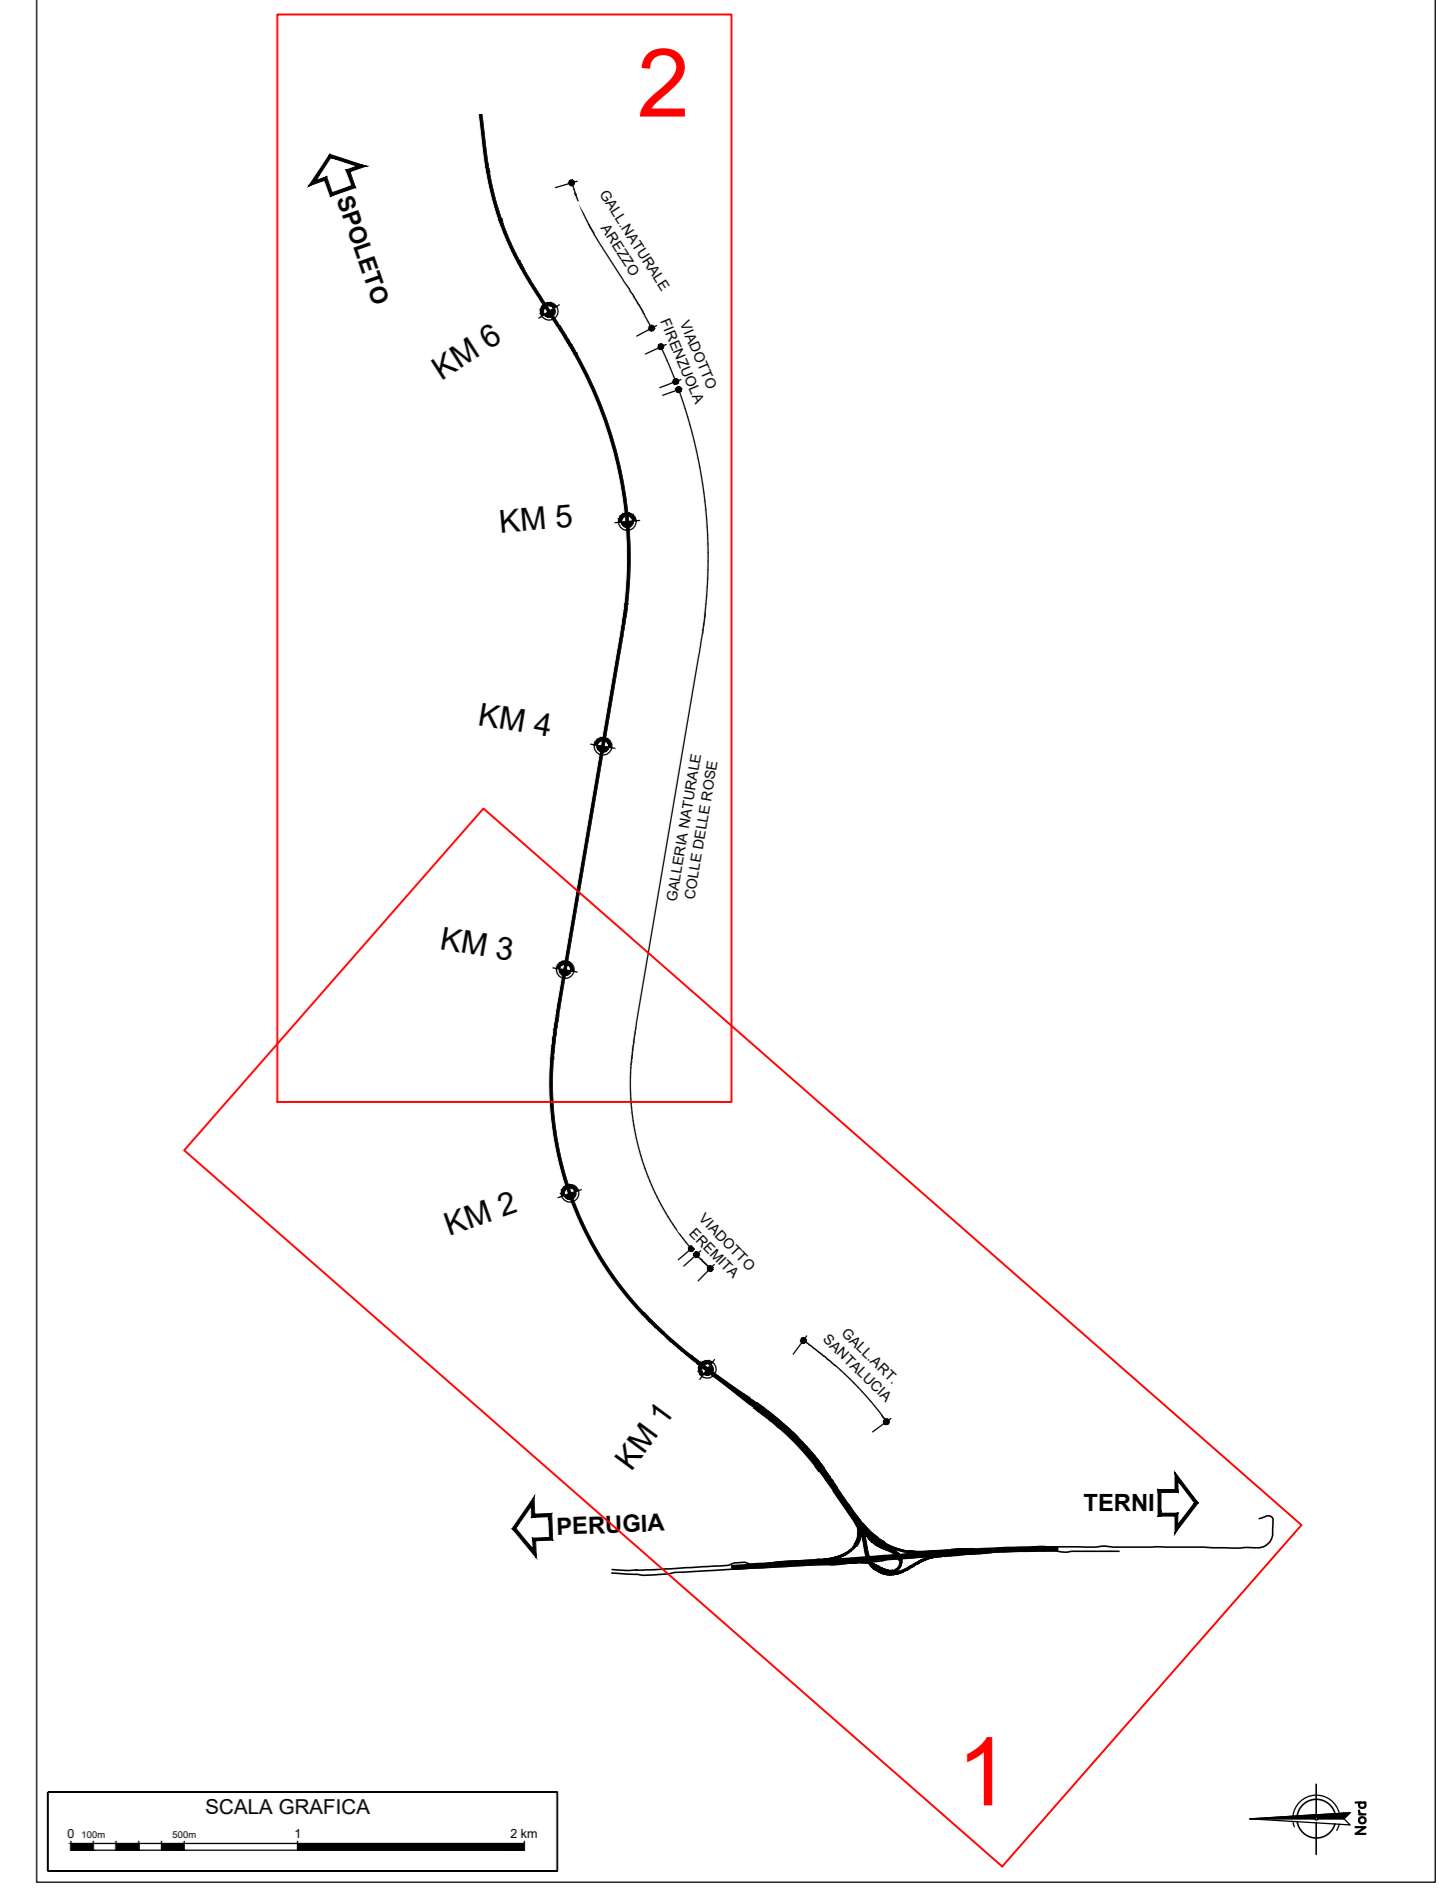 2
SPOLETO
GALL.NATURALE
AREZZO
VIADOTTO
FIRENZUOLA
KM 6
KM 5
KM 4
GALLERIA NATURALE
COLLE DELLE ROSE
KM 3
KM 2
VIADOTTO
EREMITA
GALL.ART.
SANTALUCIA
KM 1
PERUGIA
TERNI
1
SCALA GRAFICA
0 100m 500m 1 2 km
Nord